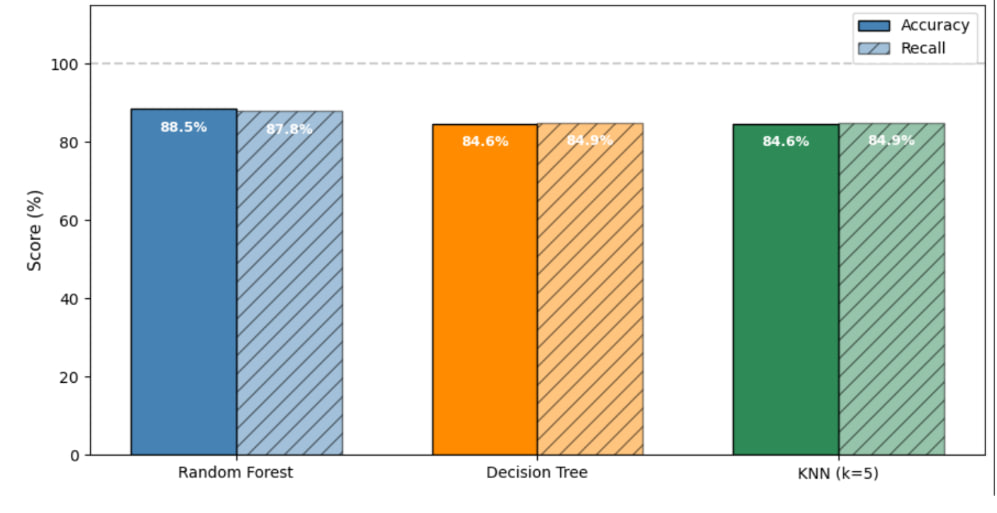 Accuracy
Recall
100
80
60
40
20
0
Score (%)
88.5% 87.8% 84.6% 84.9% 84.6% 84.9%
Random Forest Decision Tree KNN (k=5)